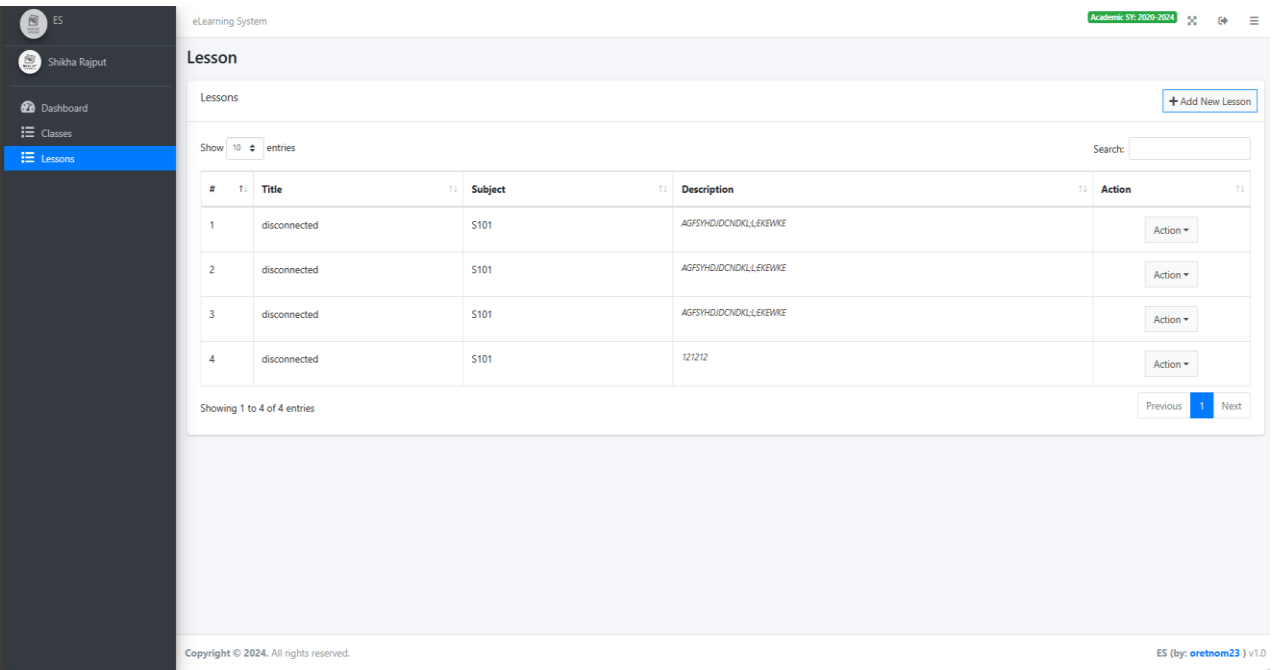 ES
eLearning System
Academic SY: 2020-2024
Shikha Rajput
Dashboard
Classes
Lessons
Lesson
Lessons
Add New Lesson
Show 10 entries
Search:
# Title Subject Description Action
1 disconnected S101 AGFSYHDJDCNDKL;L;EKEWKE Action
2 disconnected S101 AGFSYHDJDCNDKL;L;EKEWKE Action
3 disconnected S101 AGFSYHDJDCNDKL;L;EKEWKE Action
4 disconnected S101 121212 Action
Showing 1 to 4 of 4 entries
Previous 1 Next
Copyright © 2024. All rights reserved.
ES (by: oretnom23 ) v1.0